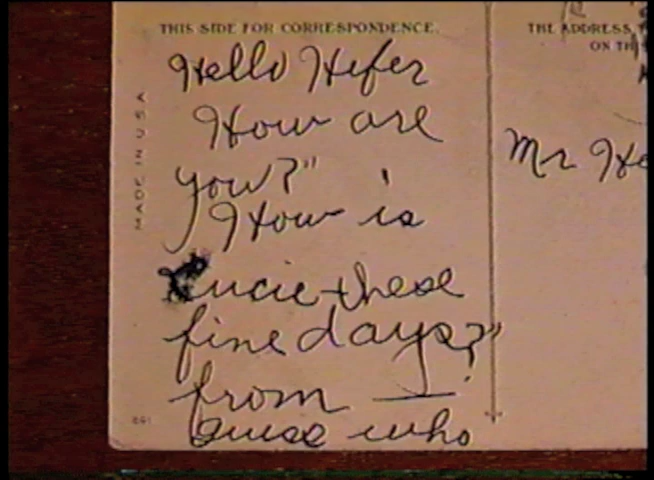 THIS SIDE FOR CORRESPONDENCE.
THE ADDRESS
ON TH
MADE IN U.S.A
Hello Hefer
How are
you?"
How is
Lucie these
fine days?"
from
Guess who
Mr He